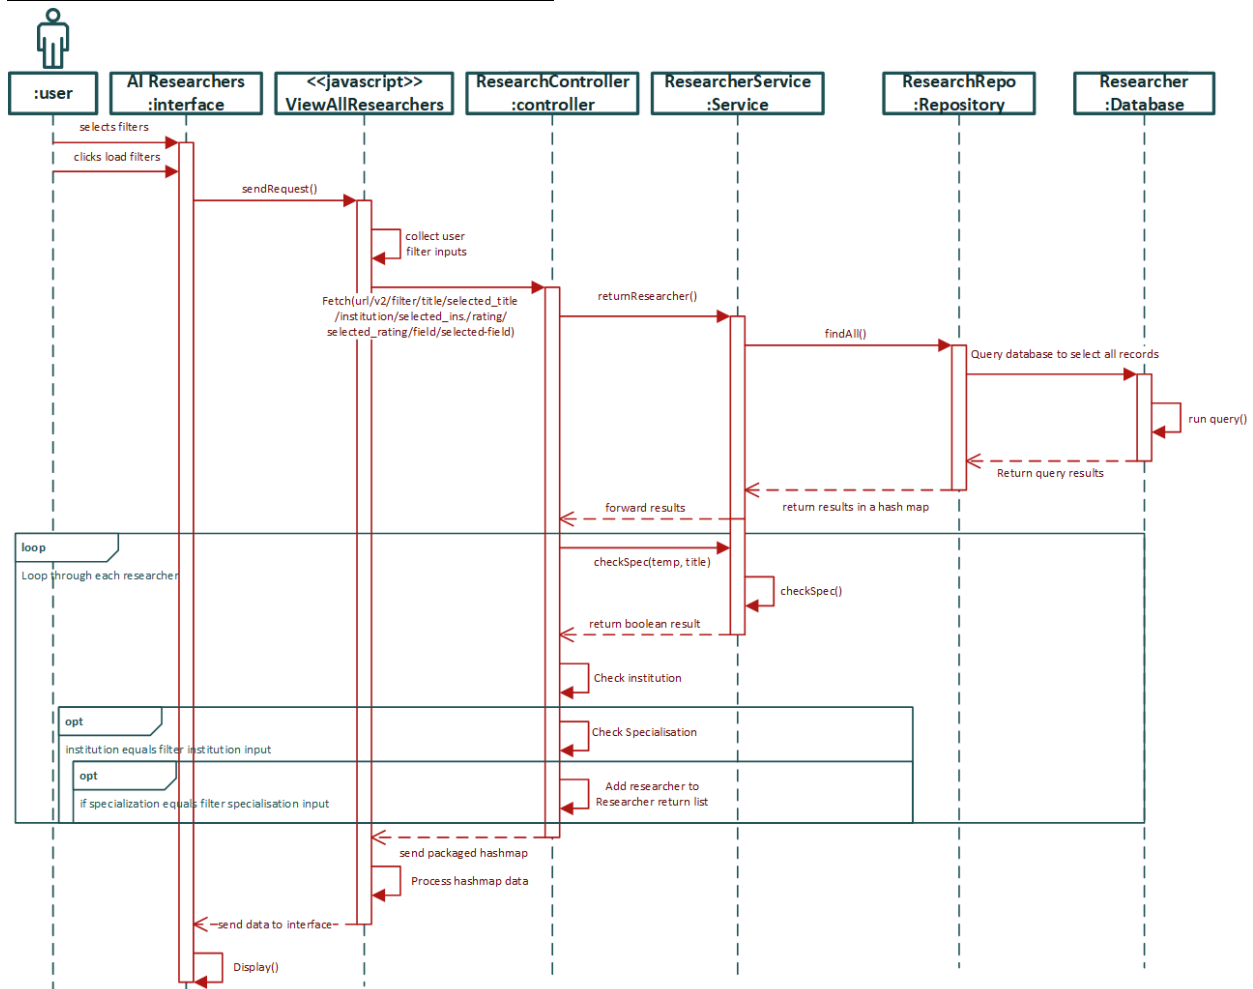 :user
AI Researchers
:interface
<<javascript>>
ViewAllResearchers
ResearchController
:controller
ResearcherService
:Service
ResearchRepo
:Repository
Researcher
:Database
selects filters
clicks load filters
sendRequest()
collect user
filter inputs
Fetch(url/v2/filter/title/selected_title
/institution/selected_ins./rating/
selected_rating/field/selected-field)
returnResearcher()
findAll()
Query database to select all records
run query()
Return query results
return results in a hash map
forward results
loop
Loop through each researcher
checkSpec(temp, title)
checkSpec()
return boolean result
Check institution
opt
institution equals filter institution input
Check Specialisation
opt
if specialization equals filter specialisation input
Add researcher to
Researcher return list
send packaged hashmap
Process hashmap data
send data to interface
Display()